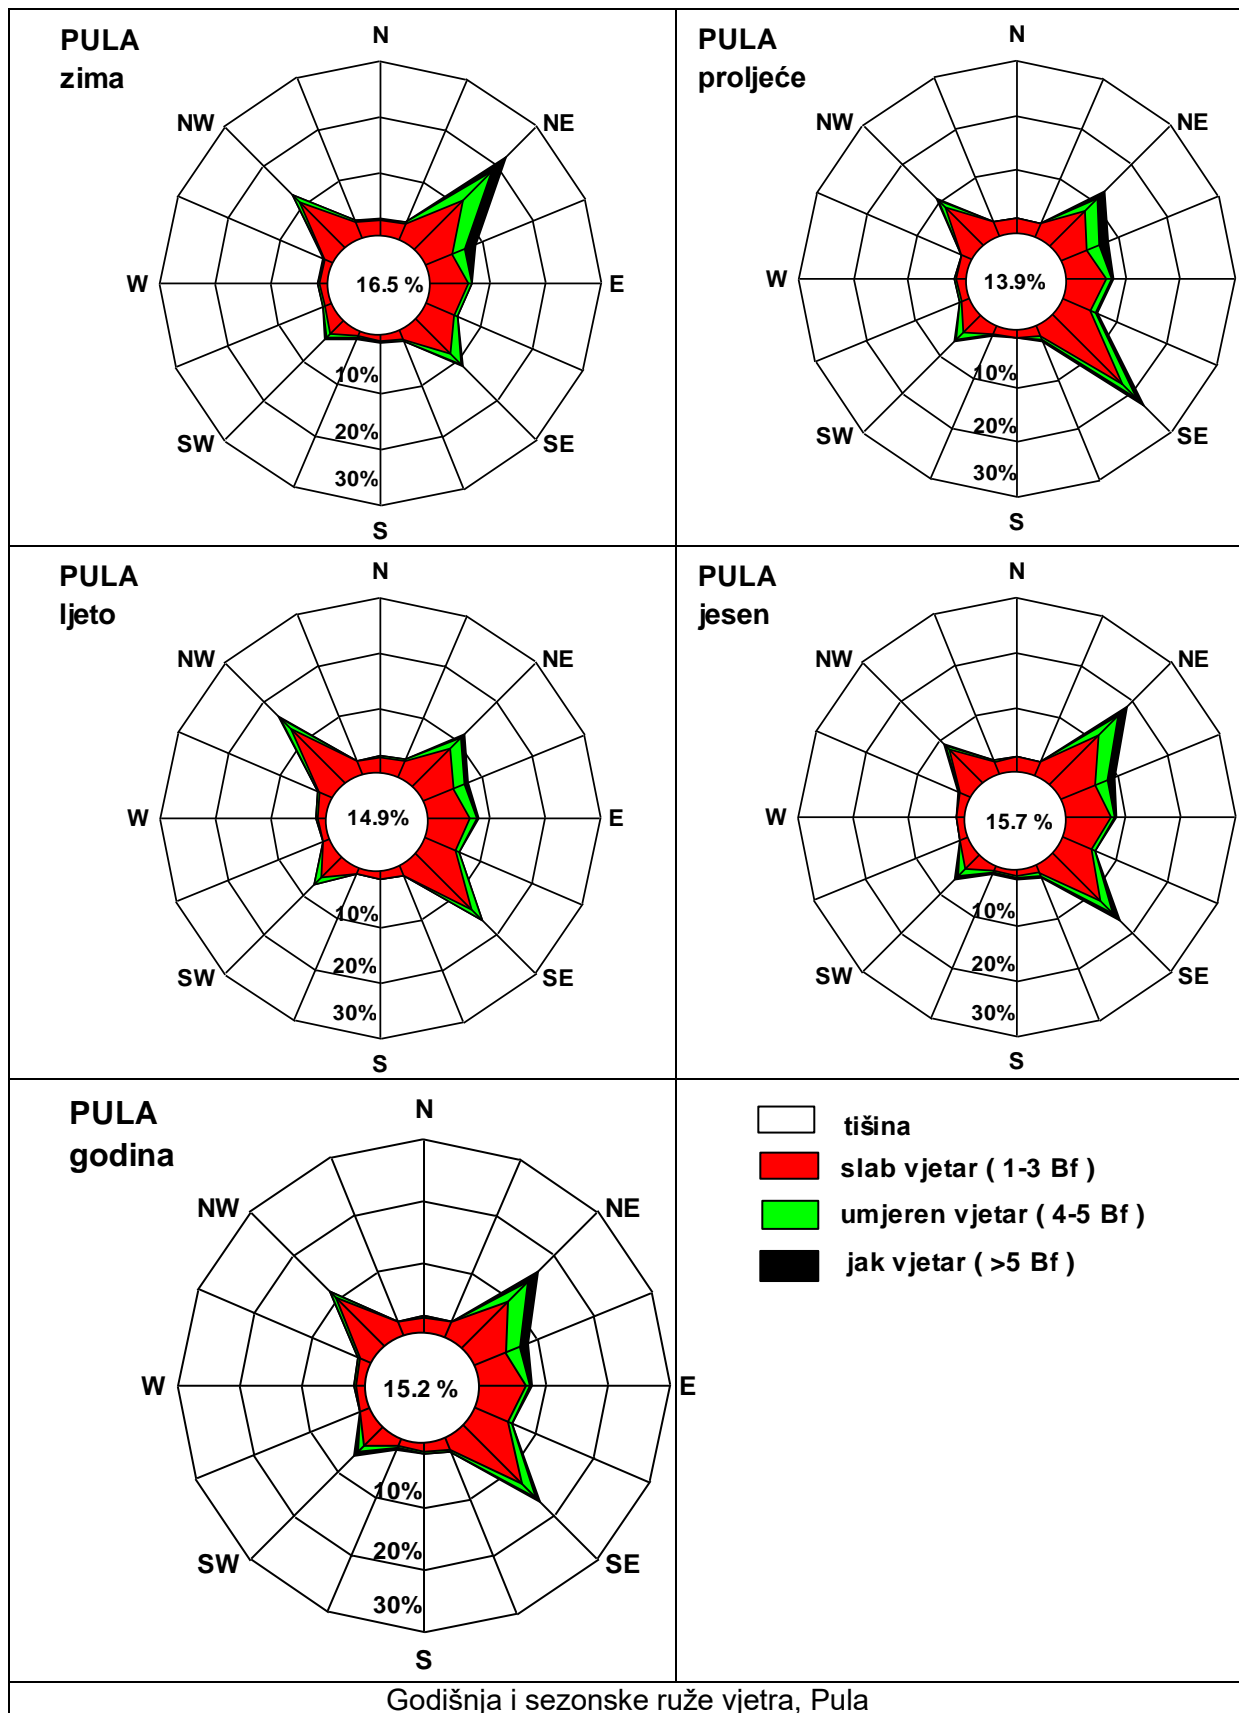 PULA
zima
N
NW
NE
W
16.5 %
E
10%
20%
SW
SE
30%
S
PULA
proljeće
N
NW
NE
W
13.9%
10%
20%
SW
SE
30%
S
PULA
ljeto
N
NW
NE
W
14.9%
E
10%
20%
SW
SE
30%
S
PULA
jesen
N
NW
NE
W
15.7 %
10%
20%
SW
SE
30%
S
PULA
godina
N
NW
NE
W
15.2 %
E
10%
20%
SW
SE
30%
S
tišina
slab vjetar ( 1-3 Bf )
umjeren vjetar ( 4-5 Bf )
jak vjetar ( >5 Bf )
Godišnja i sezonske ruže vjetra, Pula